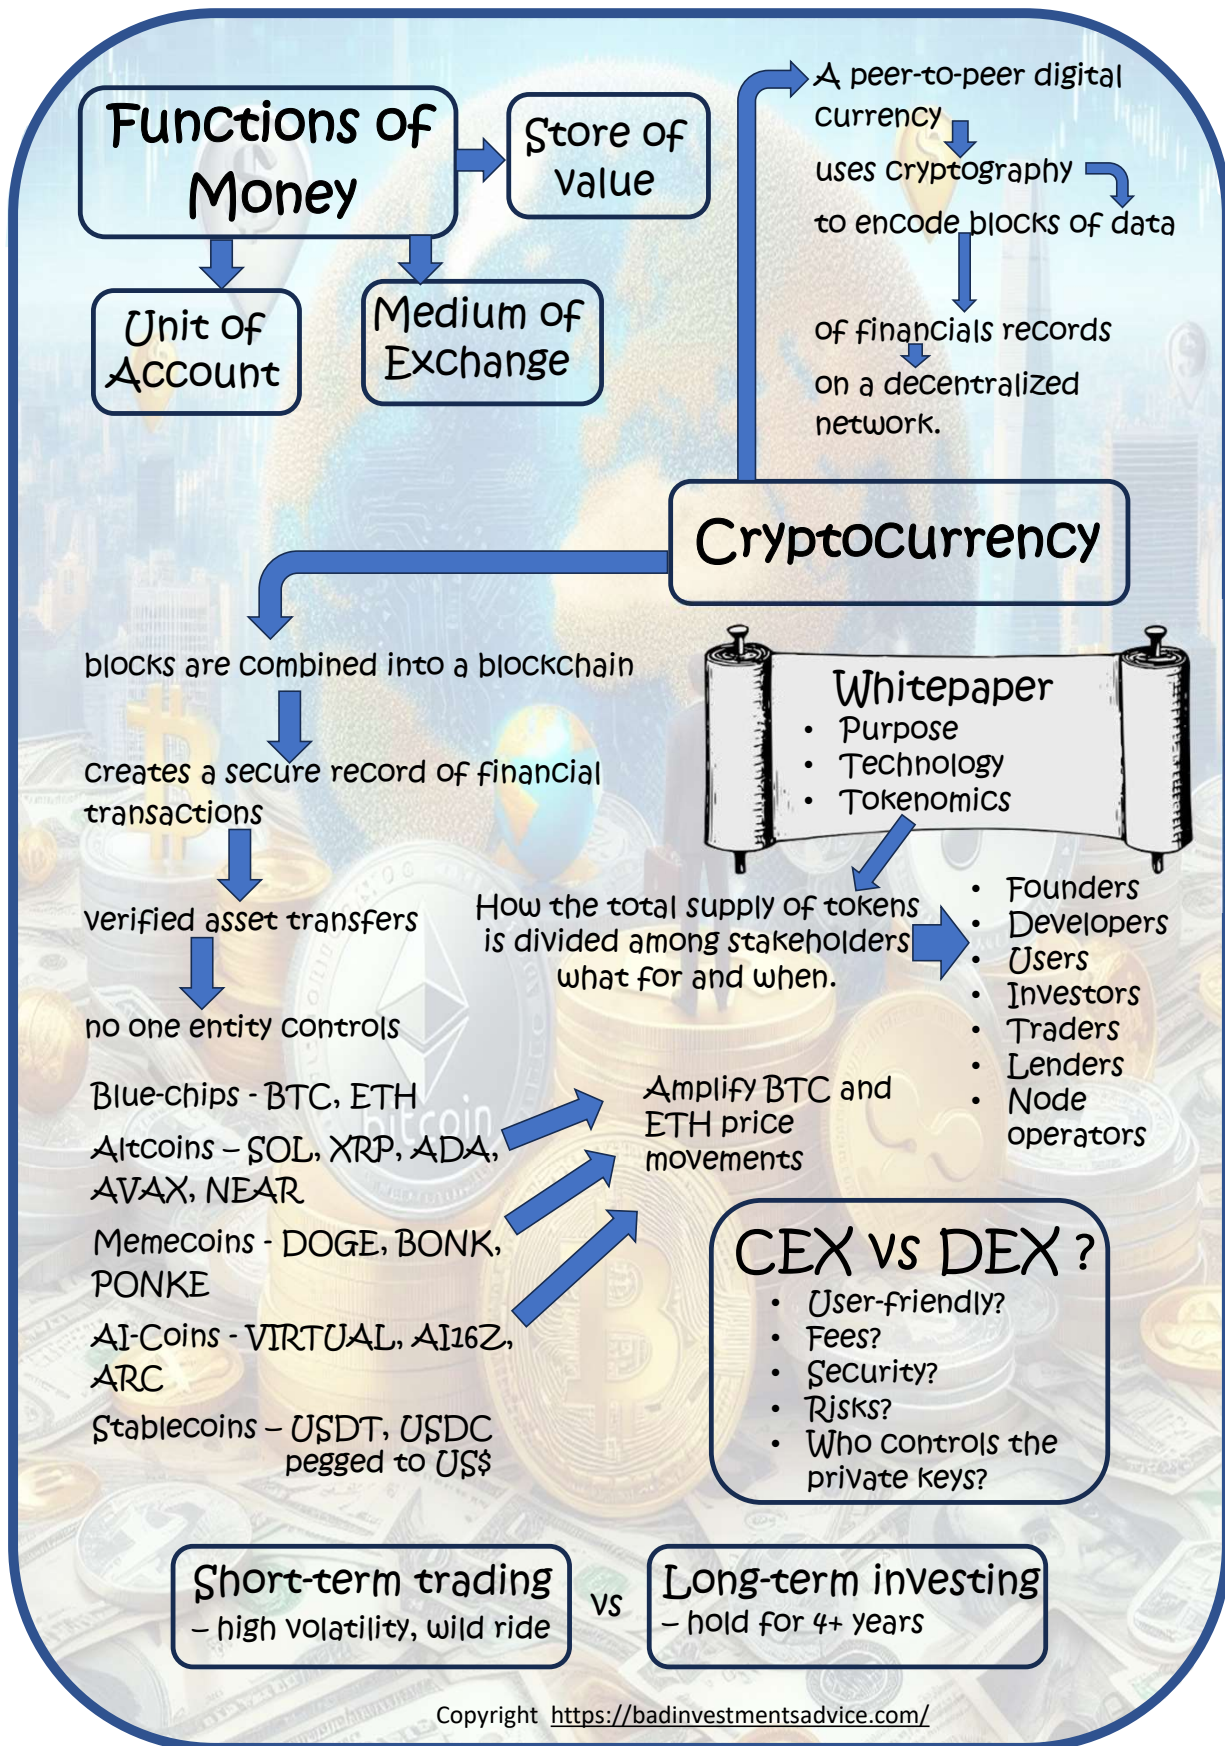 Functions of
Money
Store of
value
Unit of
Account
Medium of
Exchange
A peer-to-peer digital
currency
uses cryptography
to encode blocks of data
of financials records
on a decentralized
network.
Cryptocurrency
blocks are combined into a blockchain
creates a secure record of financial
transactions
verified asset transfers
no one entity controls
Whitepaper
• Purpose
• Technology
• Tokenomics
How the total supply of tokens
is divided among stakeholders
what for and when.
• Founders
• Developers
• Users
• Investors
• Traders
• Lenders
• Node
operators
Blue-chips - BTC, ETH
Altcoins – SOL, XRP, ADA,
AVAX, NEAR
Memecoins - DOGE, BONK,
PONKE
AI-Coins - VIRTUAL, AI16Z,
ARC
Stablecoins – USDT, USDC
pegged to US$
Amplify BTC and
ETH price
movements
bitcoin
CEX vs DEX ?
• User-friendly?
• Fees?
• Security?
• Risks?
• Who controls the
private keys?
Short-term trading
– high volatility, wild ride
vs
Long-term investing
– hold for 4+ years
Copyright https://badinvestmentsadvice.com/